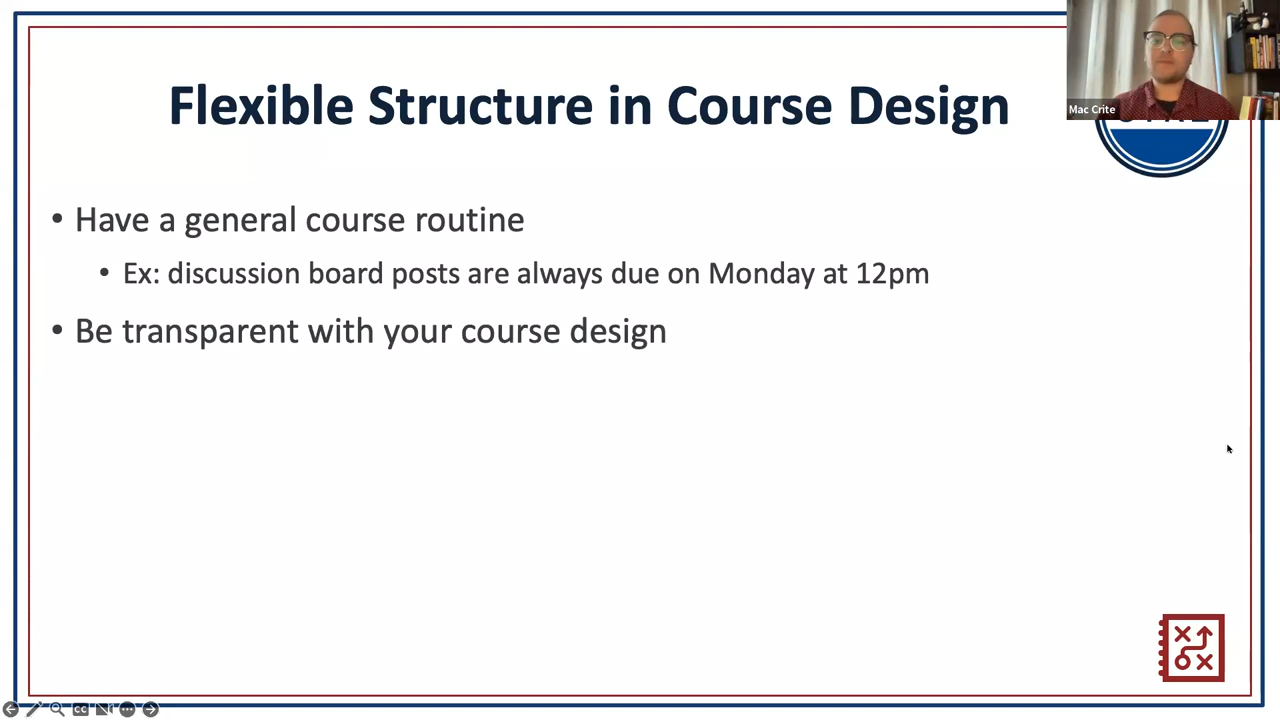 Flexible Structure in Course Design
Mac Crite
• Have a general course routine
• Ex: discussion board posts are always due on Monday at 12pm
• Be transparent with your course design
CC